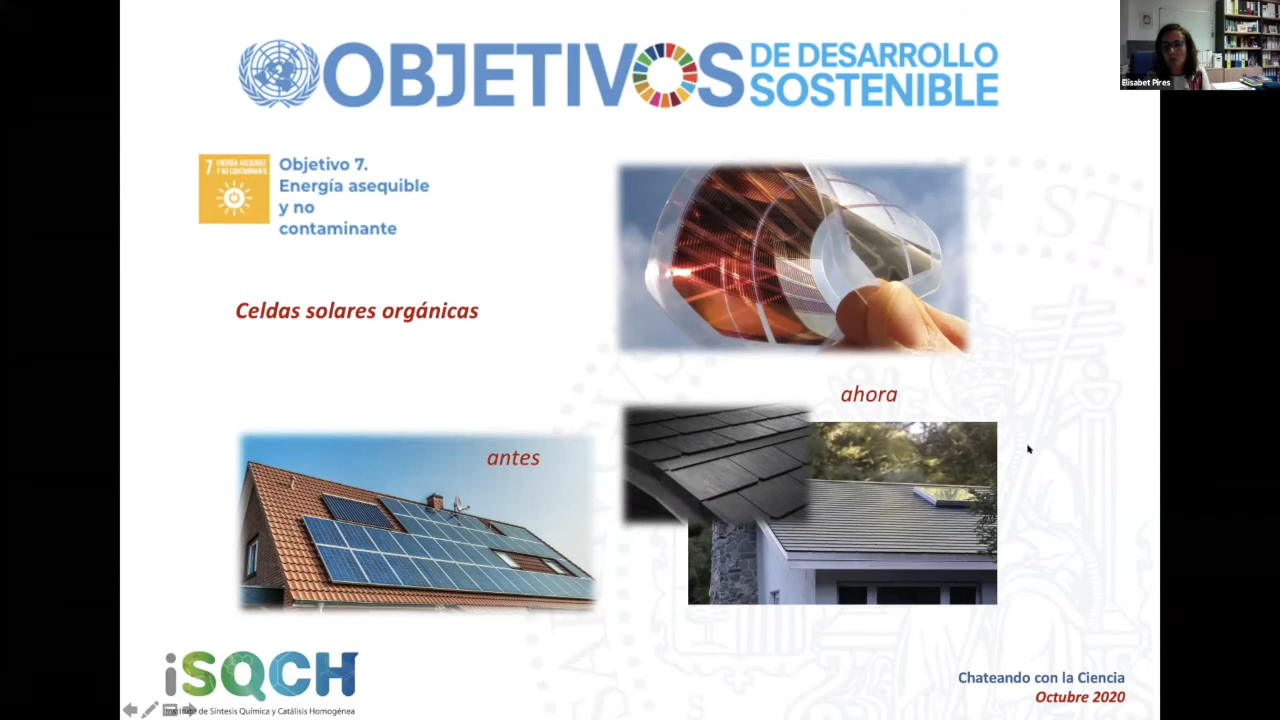 OBJETIVOS
DE DESARROLLO
SOSTENIBLE
Elisabet Pires
7 ENERGÍA ASEQUIBLE
Y NO CONTAMINANTE
Objetivo 7.
Energía asequible
y no
contaminante
Celdas solares orgánicas
ahora
antes
iSQCH
Instituto de Síntesis Química y Catálisis Homogénea
Chateando con la Ciencia
Octubre 2020
ST